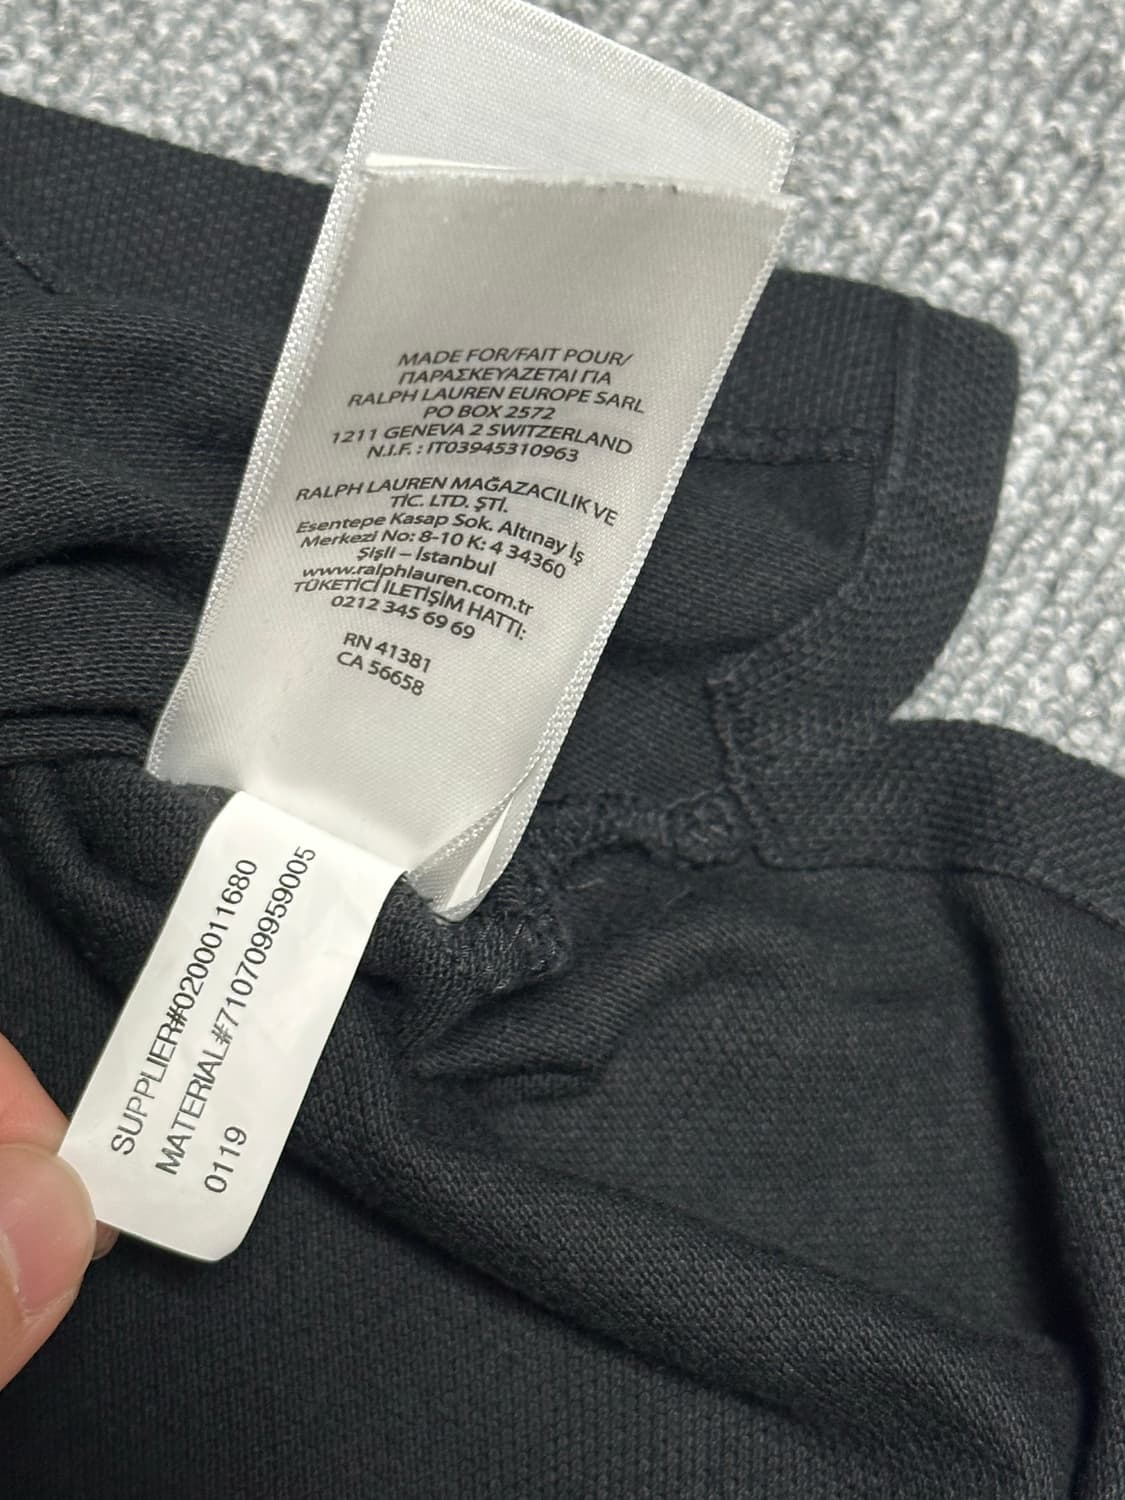 MADE FOR/FAIT POUR/
ΠΑΡΑΣΚΕΥΑΖΕΤΑΙ ΓΙΑ
RALPH LAUREN EUROPE SARL
PO BOX 2572
1211 GENEVA 2 SWITZERLAND
N.I.F. : IT03945310963
RALPH LAUREN MAĞAZACILIK VE
TİC. LTD. ŞTİ.
Esentepe Kasap Sok. Altınay İş
Merkezi No: 8-10 K: 4 34360
Şişli – İstanbul
www.ralphlauren.com.tr
TÜKETİCİ İLETİŞİM HATTI:
0212 345 69 69
RN 41381
CA 56658
SUPPLIER#0200011680
MATERIAL#710709959005
0119